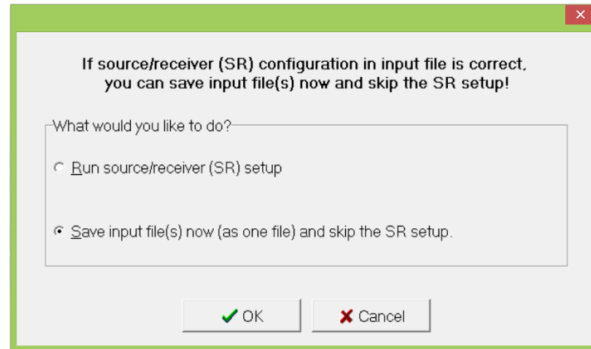 If source/receiver (SR) configuration in input file is correct,
you can save input file(s) now and skip the SR setup!
What would you like to do?
Run source/receiver (SR) setup
Save input file(s) now (as one file) and skip the SR setup.
OK
Cancel